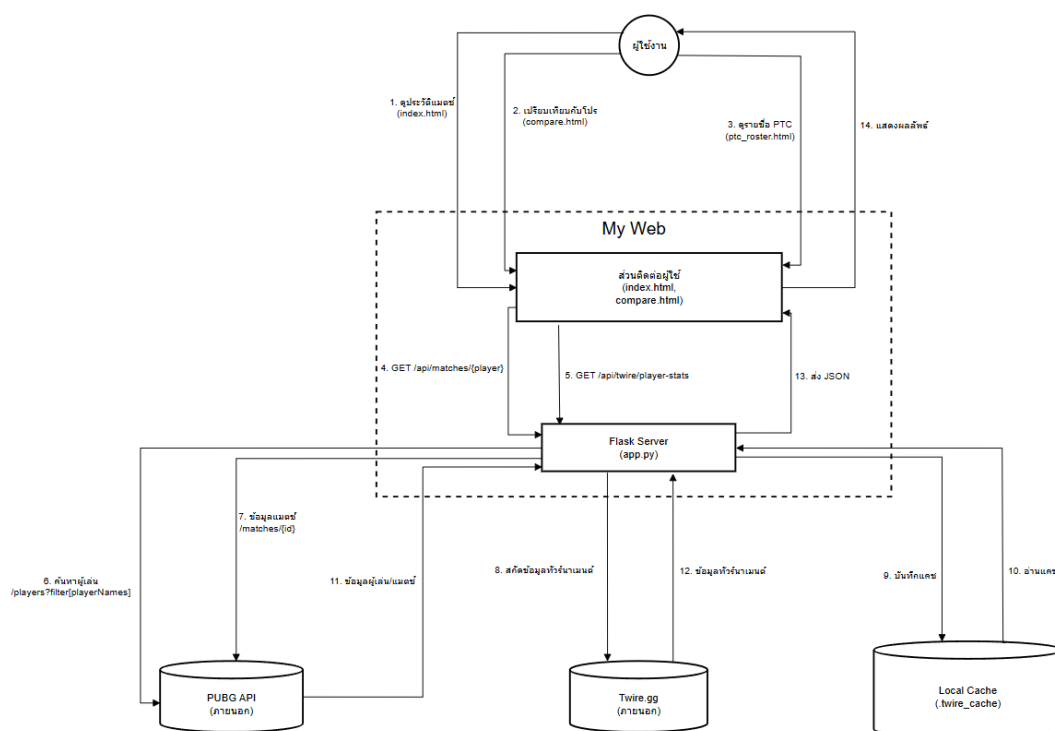 ผู้ใช้งาน
1. ดูประวัติแมตช์
(index.html)
2. เปรียบเทียบกับโปร
(compare.html)
3. ดูรายชื่อ PTC
(ptc_roster.html)
14. แสดงผลลัพธ์
My Web
ส่วนติดต่อผู้ใช้
(index.html,
compare.html)
4. GET /api/matches/{player}
5. GET /api/twire/player-stats
13. ส่ง JSON
Flask Server
(app.py)
7. ข้อมูลแมตช์
/matches/{id}
6. ค้นหาผู้เล่น
/players?filter[playerNames]
11. ข้อมูลผู้เล่น/แมตช์
8. สกัดข้อมูลทัวร์นาเมนต์
12. ข้อมูลทัวร์นาเมนต์
9. บันทึกแคช
10. อ่านแคช
PUBG API
(ภายนอก)
Twire.gg
(ภายนอก)
Local Cache
(.twire_cache)